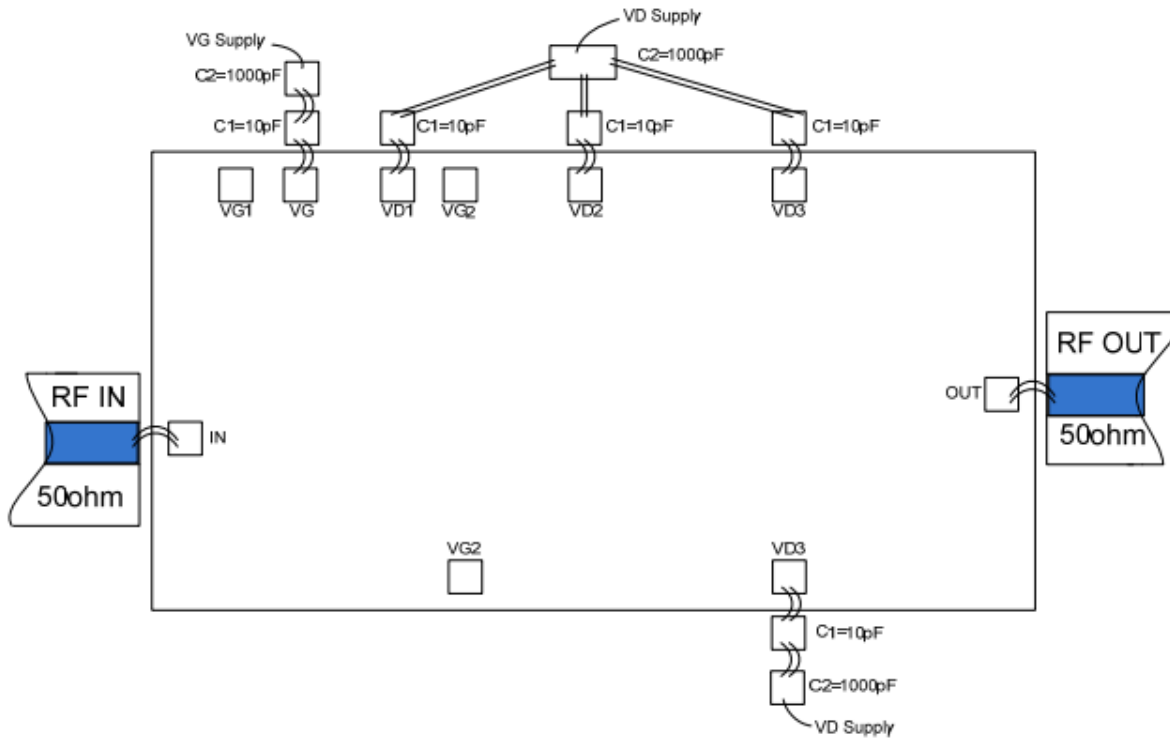 VD Supply
VG Supply
C2=1000pF
C2=1000pF
C1=10pF
C1=10pF
C1=10pF
C1=10pF
VG1
VG
VD1
VG2
VD2
VD3
RF IN
IN
50ohm
RF OUT
OUT
50ohm
VG2
VD3
C1=10pF
C2=1000pF
VD Supply